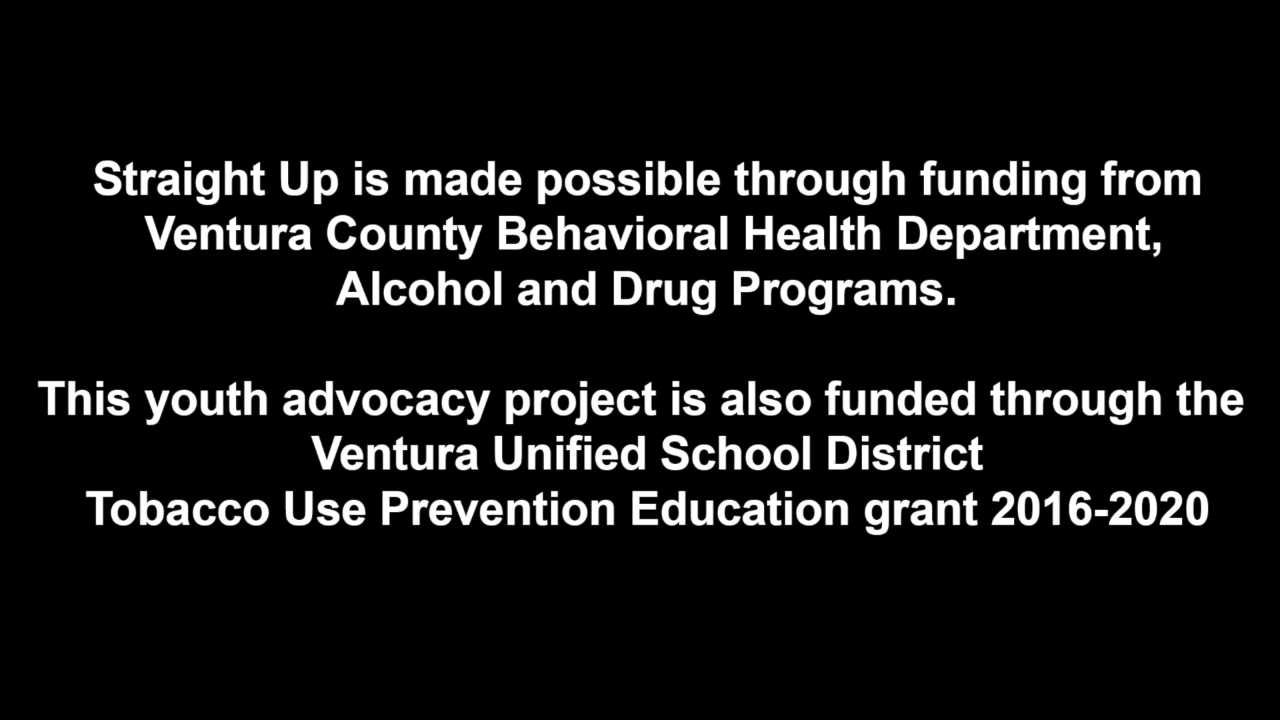 Straight Up is made possible through funding from
Ventura County Behavioral Health Department,
Alcohol and Drug Programs.
This youth advocacy project is also funded through the
Ventura Unified School District
Tobacco Use Prevention Education grant 2016-2020